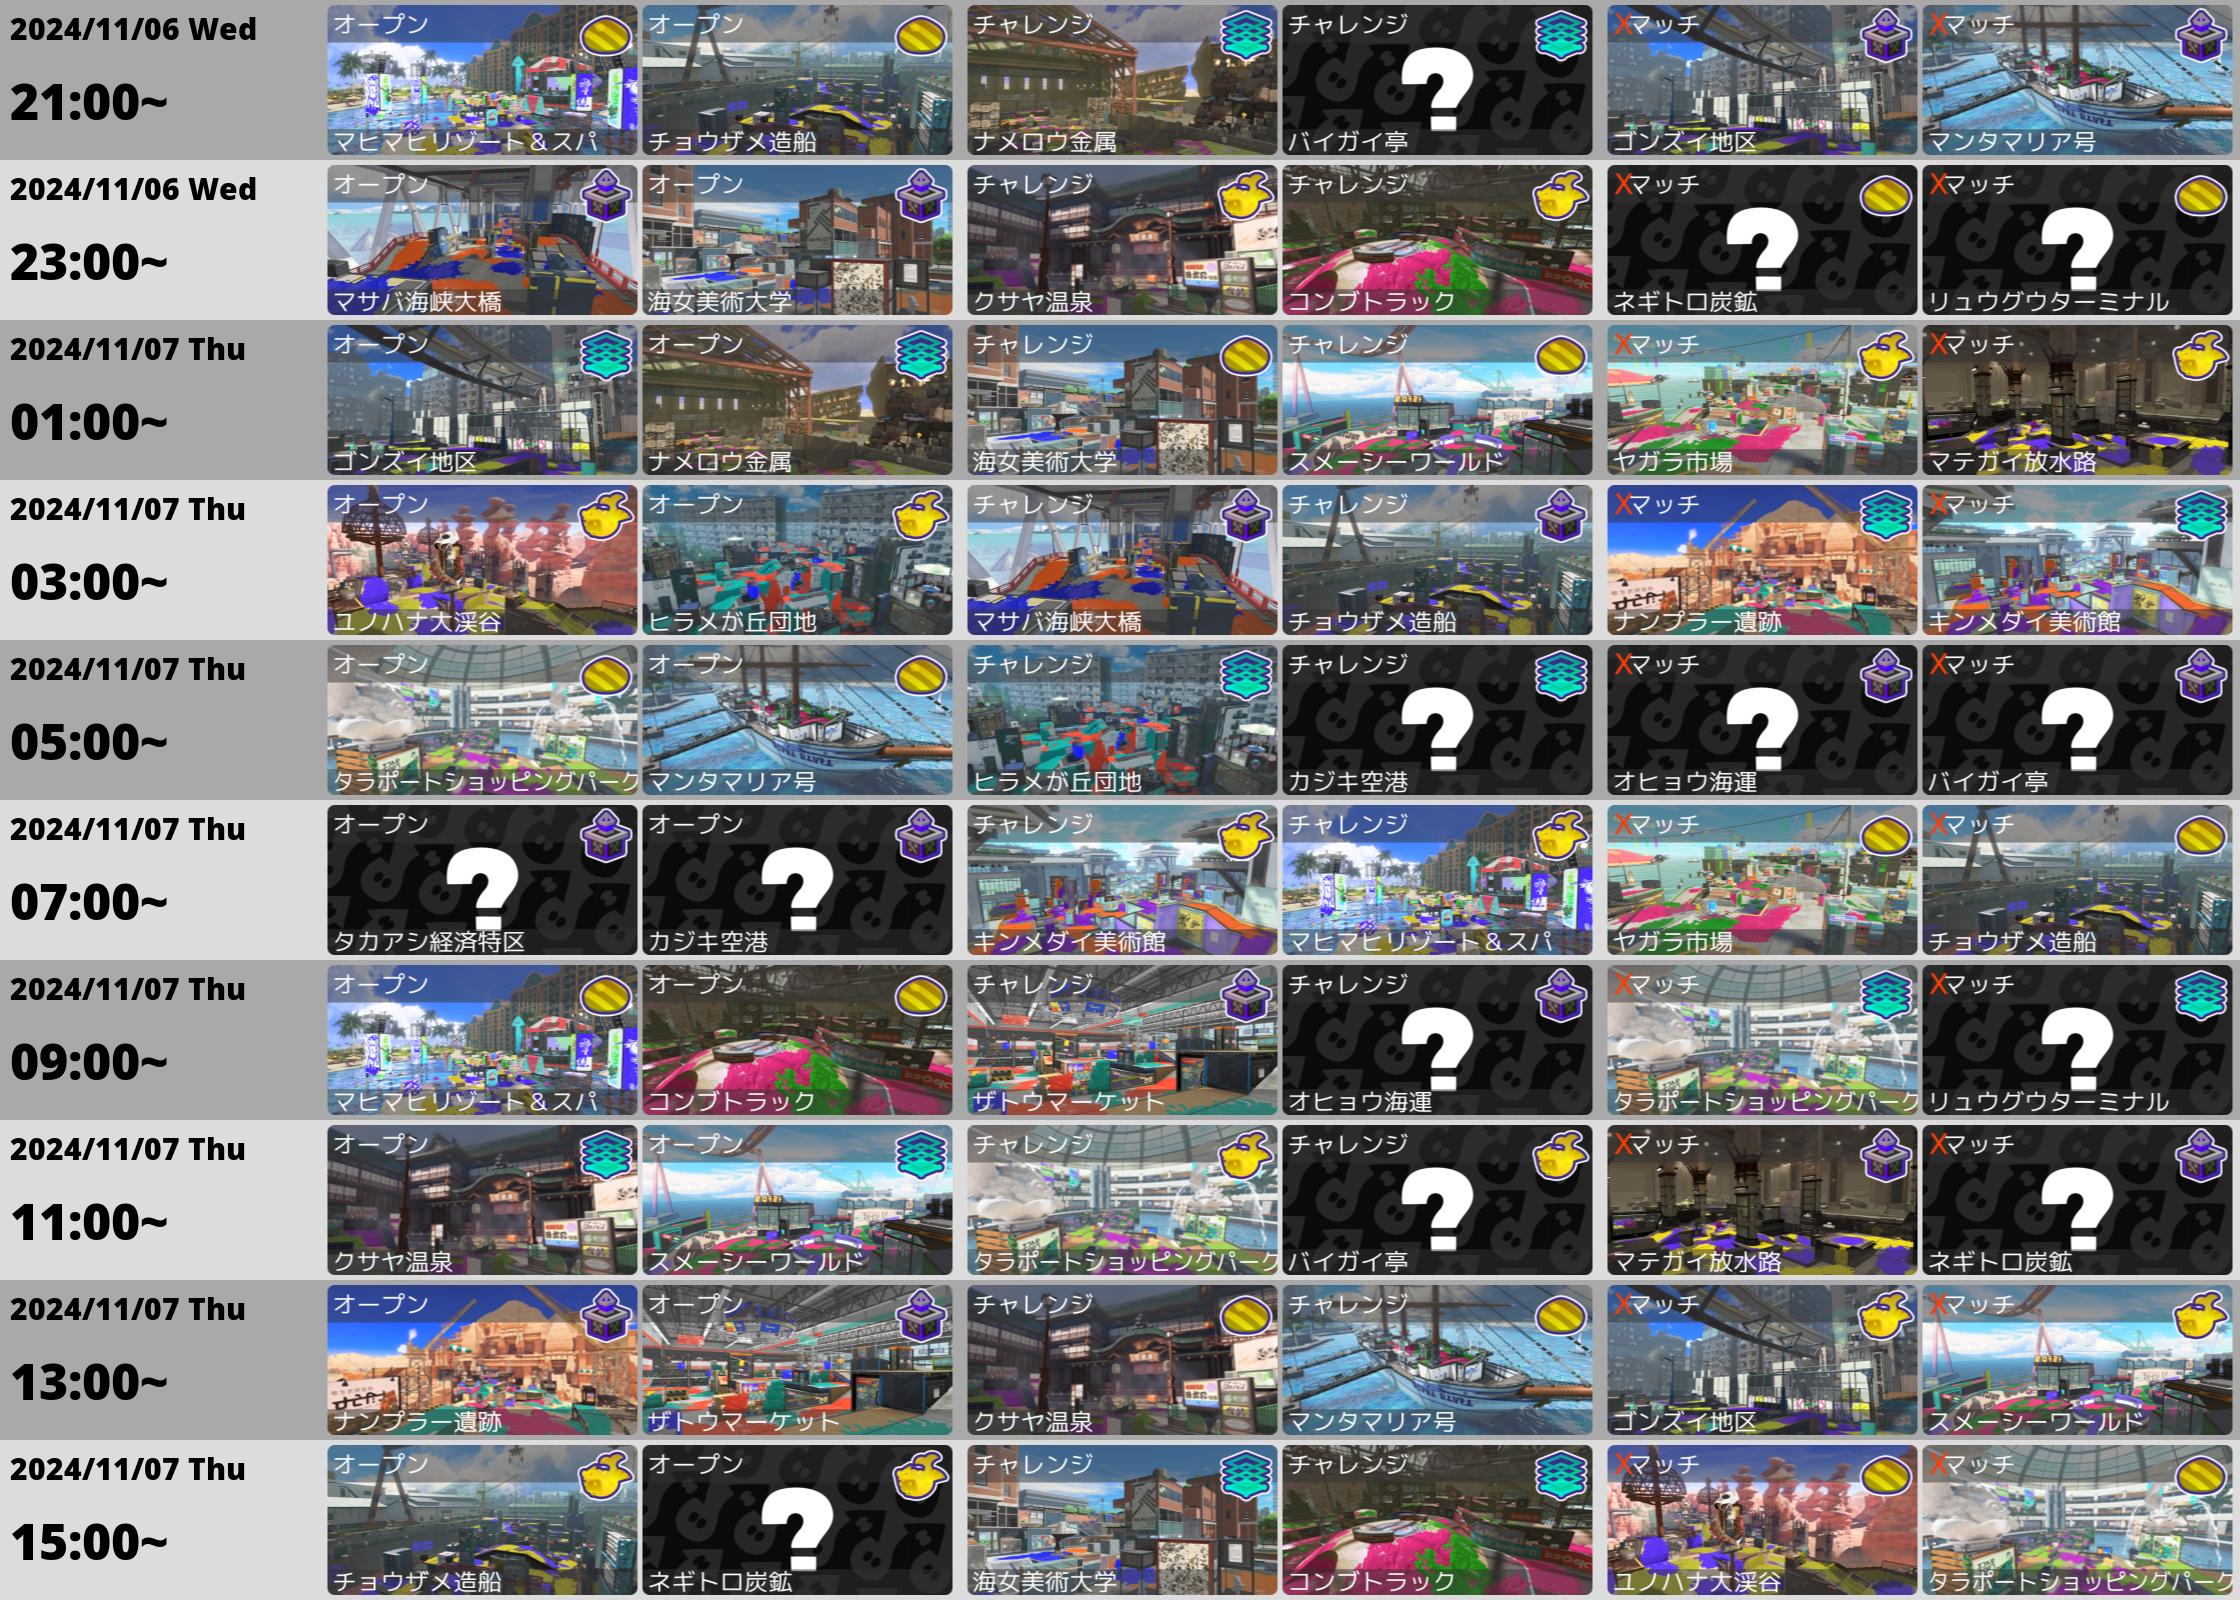 2024/11/06 Wed
21:00~
オープン
マヒマヒリゾート＆スパ
オープン
チョウザメ造船
チャレンジ
ナメロウ金属
チャレンジ
バイガイ亭
Xマッチ
ゴンズイ地区
Xマッチ
マンタマリア号
2024/11/06 Wed
23:00~
オープン
マサバ海峡大橋
オープン
海女美術大学
チャレンジ
クサヤ温泉
チャレンジ
コンブトラック
Xマッチ
ネギトロ炭鉱
Xマッチ
リュウグウターミナル
2024/11/07 Thu
01:00~
オープン
ゴンズイ地区
オープン
ナメロウ金属
チャレンジ
海女美術大学
チャレンジ
スメーシーワールド
Xマッチ
ヤガラ市場
Xマッチ
マテガイ放水路
2024/11/07 Thu
03:00~
オープン
ユノハナ大渓谷
オープン
ヒラメが丘団地
チャレンジ
マサバ海峡大橋
チャレンジ
チョウザメ造船
Xマッチ
ナンプラー遺跡
Xマッチ
キンメダイ美術館
2024/11/07 Thu
05:00~
オープン
タラポートショッピングパーク
オープン
マンタマリア号
チャレンジ
ヒラメが丘団地
チャレンジ
カジキ空港
Xマッチ
オヒョウ海運
Xマッチ
バイガイ亭
2024/11/07 Thu
07:00~
オープン
タカアシ経済特区
オープン
カジキ空港
チャレンジ
キンメダイ美術館
チャレンジ
マヒマヒリゾート＆スパ
Xマッチ
ヤガラ市場
Xマッチ
チョウザメ造船
2024/11/07 Thu
09:00~
オープン
マヒマヒリゾート＆スパ
オープン
コンブトラック
チャレンジ
ザトウマーケット
チャレンジ
オヒョウ海運
Xマッチ
タラポートショッピングパーク
Xマッチ
リュウグウターミナル
2024/11/07 Thu
11:00~
オープン
クサヤ温泉
オープン
スメーシーワールド
チャレンジ
タラポートショッピングパーク
チャレンジ
バイガイ亭
Xマッチ
マテガイ放水路
Xマッチ
ネギトロ炭鉱
2024/11/07 Thu
13:00~
オープン
ナンプラー遺跡
オープン
ザトウマーケット
チャレンジ
クサヤ温泉
チャレンジ
マンタマリア号
Xマッチ
ゴンズイ地区
Xマッチ
スメーシーワールド
2024/11/07 Thu
15:00~
オープン
チョウザメ造船
オープン
ネギトロ炭鉱
チャレンジ
海女美術大学
チャレンジ
コンブトラック
Xマッチ
ユノハナ大渓谷
Xマッチ
タラポートショッピングパーク